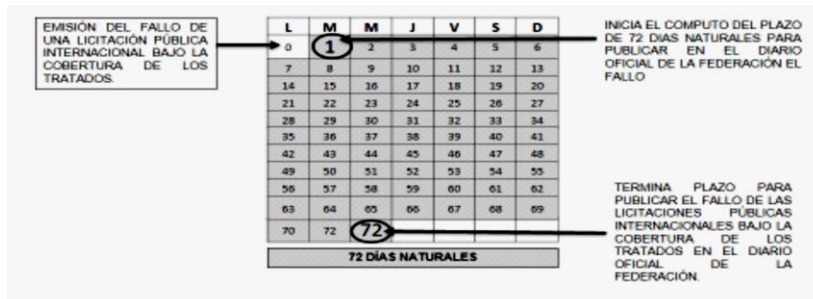 EMISIÓN DEL FALLO DE
UNA LICITACIÓN PÚBLICA
INTERNACIONAL BAJO LA
COBERTURA DE LOS
TRATADOS.
L M M J V S D
0 1 2 3 4 5 6
7 8 9 10 11 12 13
14 15 16 17 18 19 20
21 22 23 24 25 26 27
28 29 30 31 32 33 34
35 36 37 38 39 40 41
42 43 44 45 46 47 48
49 50 51 52 53 54 55
56 57 58 59 60 61 62
63 64 65 66 67 68 69
70 72 72
72 DÍAS NATURALES
INICIA EL COMPUTO DEL PLAZO
DE 72 DIAS NATURALES PARA
PUBLICAR EN EL DIARIO
OFICIAL DE LA FEDERACIÓN EL
FALLO
TERMINA PLAZO PARA
PUBLICAR EL FALLO DE LAS
LICITACIONES PÚBLICAS
INTERNACIONALES BAJO LA
COBERTURA DE LOS
TRATADOS EN EL DIARIO
OFICIAL DE LA
FEDERACIÓN.